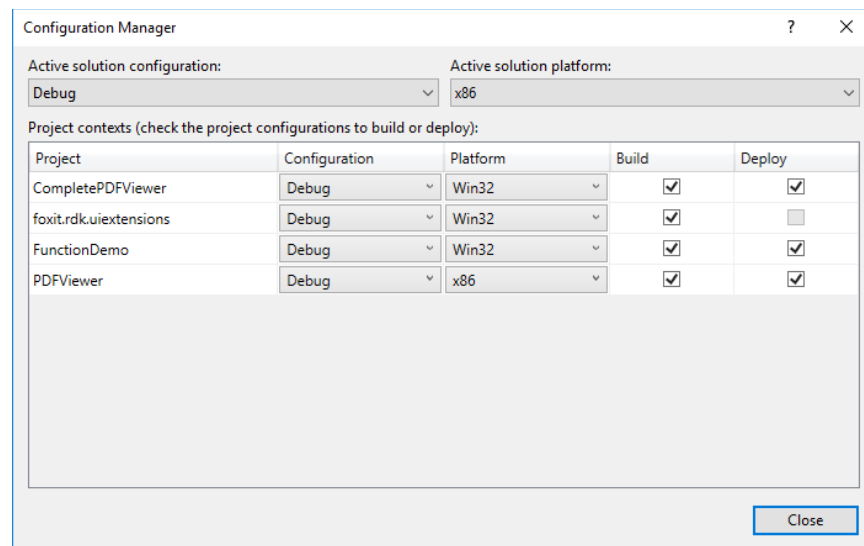 Configuration Manager ?
Active solution configuration: Active solution platform:
Debug x86
Project contexts (check the project configurations to build or deploy):
Project Configuration Platform Build Deploy
CompletePDFViewer Debug Win32
foxit.rdk.uiextensions Debug Win32
FunctionDemo Debug Win32
PDFViewer Debug x86
Close